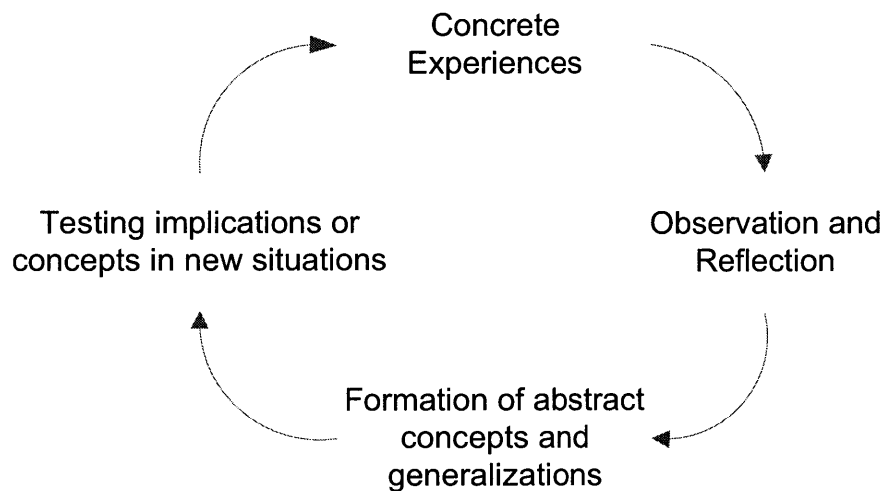 Concrete
Experiences
Observation and
Reflection
Formation of abstract
concepts and
generalizations
Testing implications or
concepts in new situations